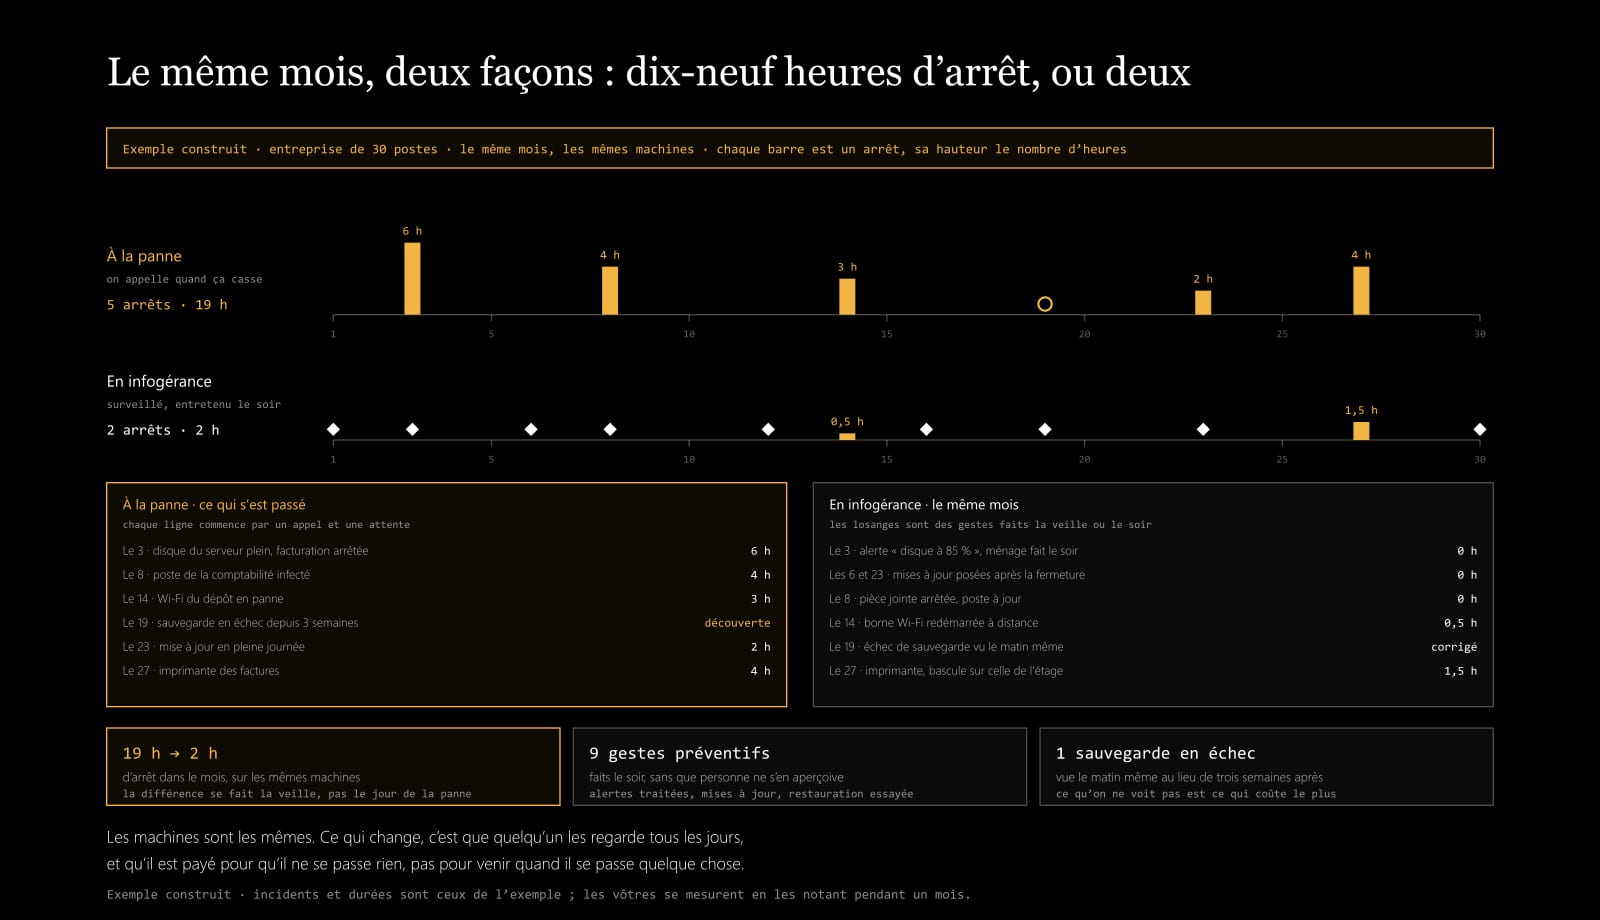 Le même mois, deux façons : dix-neuf heures d’arrêt, ou deux
Exemple construit · entreprise de 30 postes · le même mois, les mêmes machines · chaque barre est un arrêt, sa hauteur le nombre d’heures
À la panne
on appelle quand ça casse
5 arrêts · 19 h
6 h
4 h
3 h
2 h
4 h
1 5 10 15 20 25 30
En infogérance
surveillé, entretenu le soir
2 arrêts · 2 h
0,5 h
1,5 h
1 5 10 15 20 25 30
À la panne · ce qui s’est passé
chaque ligne commence par un appel et une attente
Le 3 · disque du serveur plein, facturation arrêtée 6 h
Le 8 · poste de la comptabilité infecté 4 h
Le 14 · Wi-Fi du dépôt en panne 3 h
Le 19 · sauvegarde en échec depuis 3 semaines découverte
Le 23 · mise à jour en pleine journée 2 h
Le 27 · imprimante des factures 4 h
En infogérance · le même mois
les losanges sont des gestes faits la veille ou le soir
Le 3 · alerte « disque à 85 % », ménage fait le soir 0 h
Les 6 et 23 · mises à jour posées après la fermeture 0 h
Le 8 · pièce jointe arrêtée, poste à jour 0 h
Le 14 · borne Wi-Fi redémarrée à distance 0,5 h
Le 19 · échec de sauvegarde vu le matin même corrigé
Le 27 · imprimante, bascule sur celle de l’étage 1,5 h
19 h → 2 h
d’arrêt dans le mois, sur les mêmes machines
la différence se fait la veille, pas le jour de la panne
9 gestes préventifs
faits le soir, sans que personne ne s’en aperçoive
alertes traitées, mises à jour, restauration essayée
1 sauvegarde en échec
vue le matin même au lieu de trois semaines après
ce qu’on ne voit pas est ce qui coûte le plus
Les machines sont les mêmes. Ce qui change, c’est que quelqu’un les regarde tous les jours,
et qu’il est payé pour qu’il ne se passe rien, pas pour venir quand il se passe quelque chose.
Exemple construit · incidents et durées sont ceux de l’exemple ; les vôtres se mesurent en les notant pendant un mois.